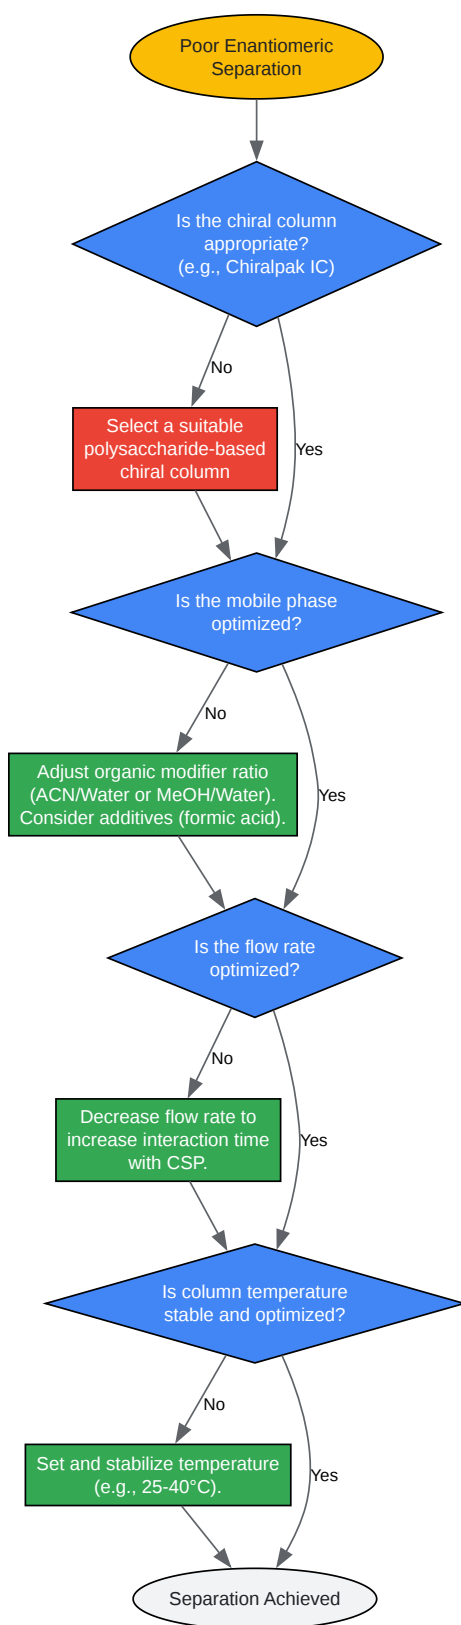 Poor Enantiomeric
Separation
Is the chiral column
appropriate?
(e.g., Chiralpak IC)
No
Select a suitable
polysaccharide-based
chiral column
Yes
Is the mobile phase
optimized?
No
Adjust organic modifier ratio
(ACN/Water or MeOH/Water).
Consider additives (formic acid).
Yes
Is the flow rate
optimized?
No
Decrease flow rate to
increase interaction time
with CSP.
Yes
Is column temperature
stable and optimized?
No
Set and stabilize temperature
(e.g., 25-40°C).
Yes
Separation Achieved